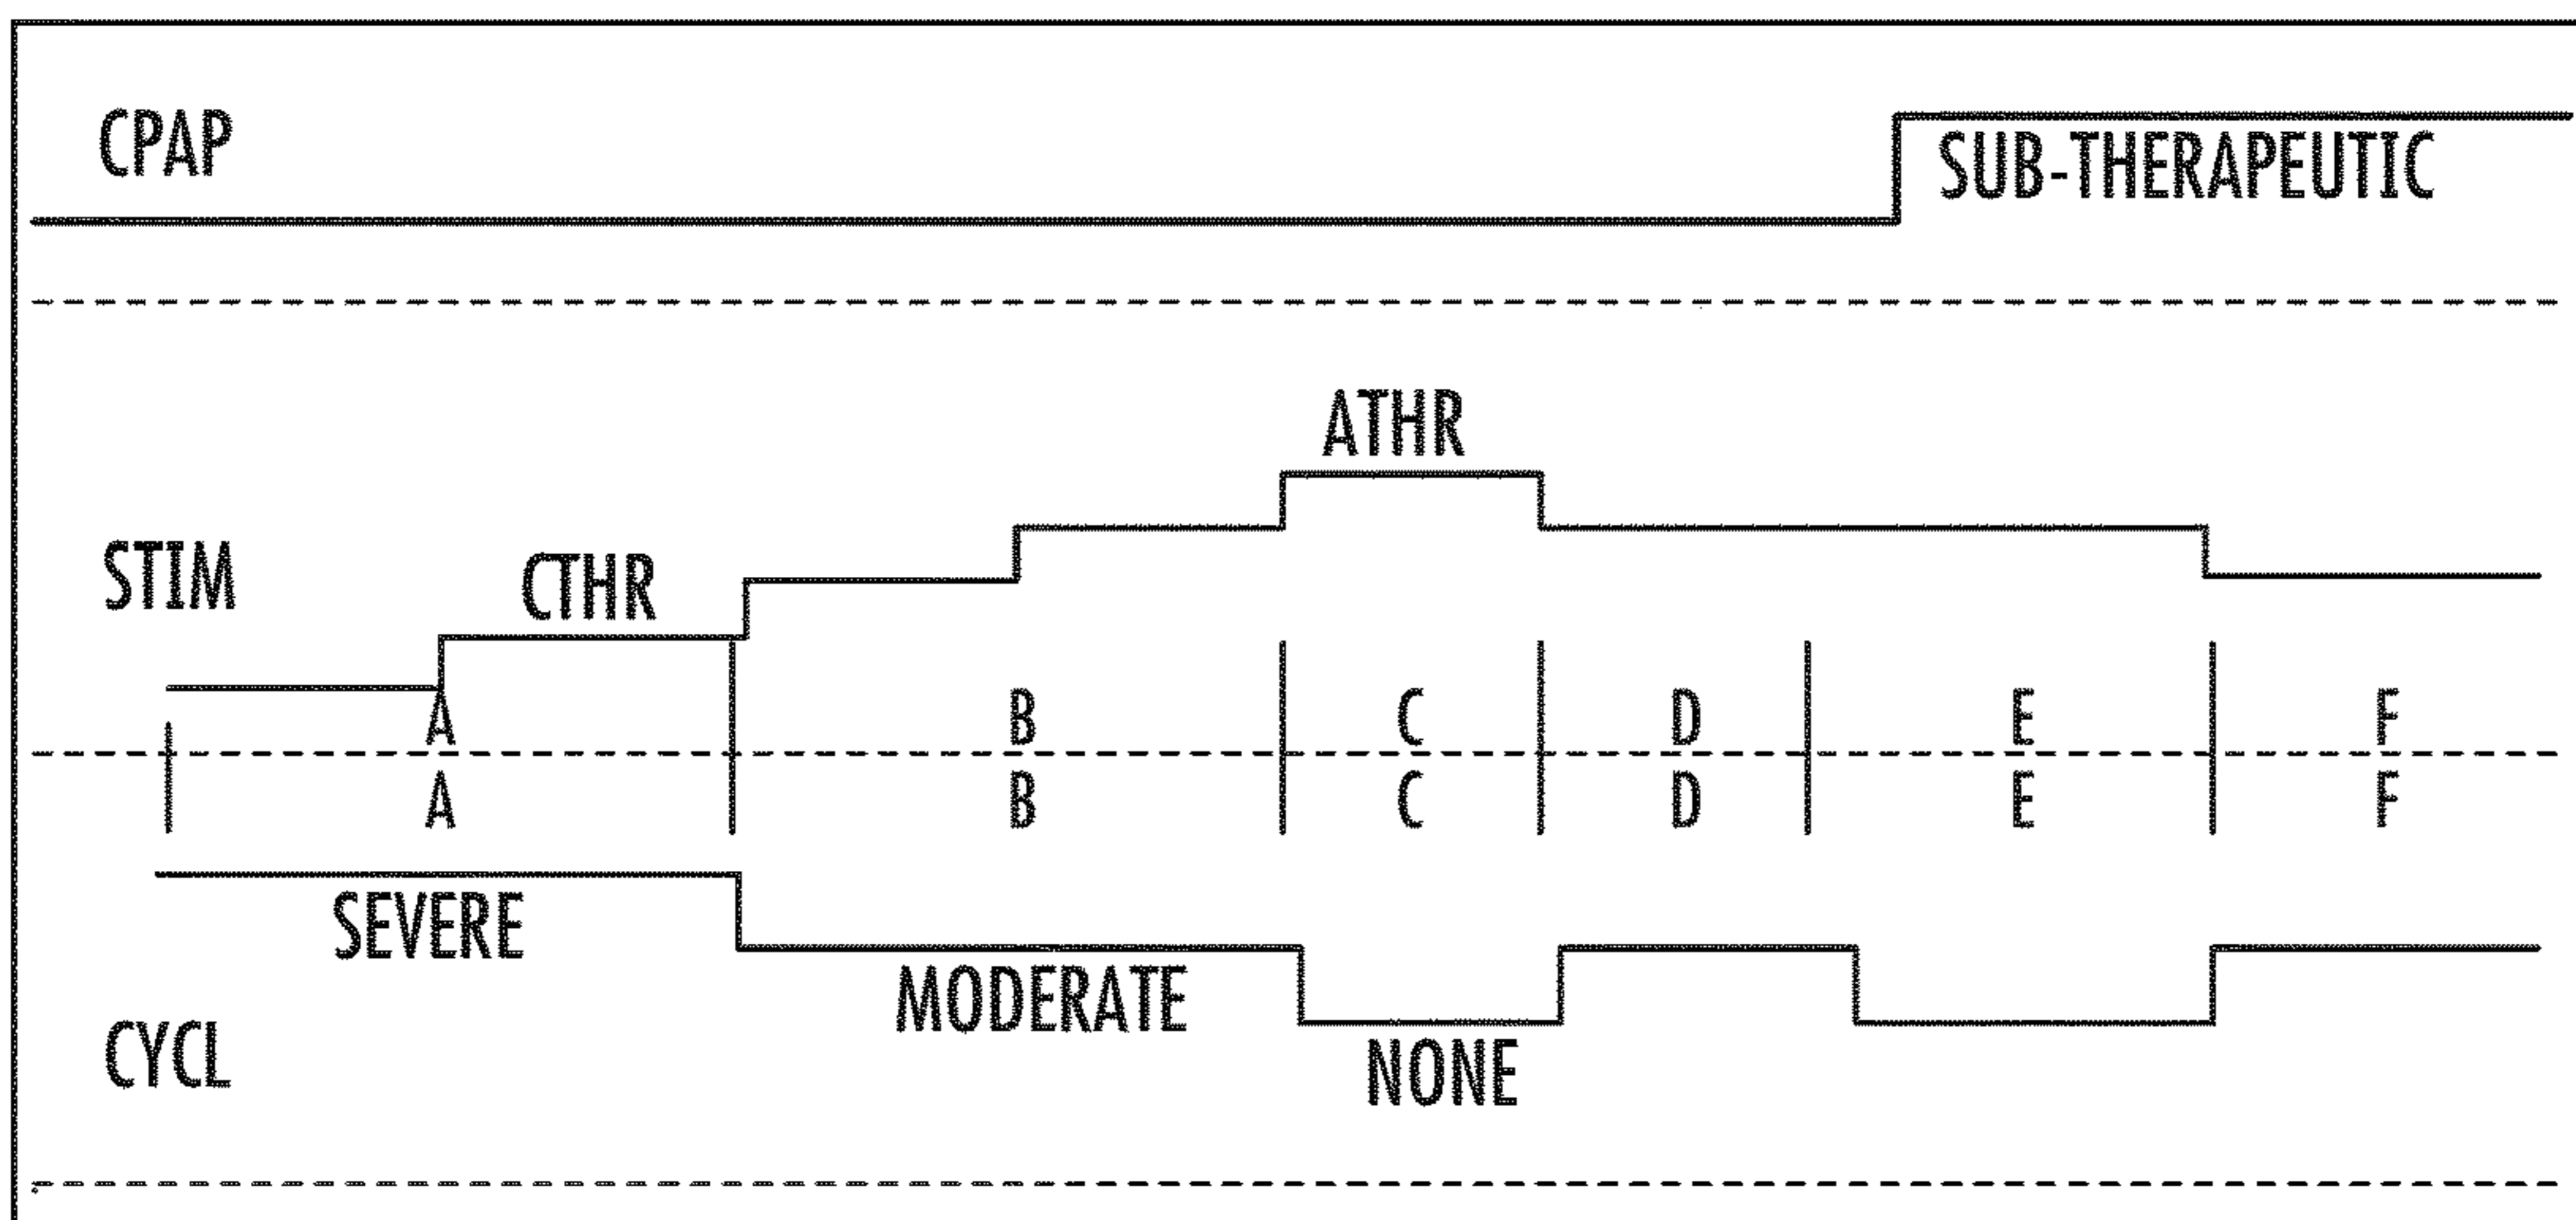 CPAP
SUB-THERAPEUTIC
ATHR
STIM
CTHR
A B C D E F
A B C D E F
SEVERE
MODERATE
CYCL
NONE